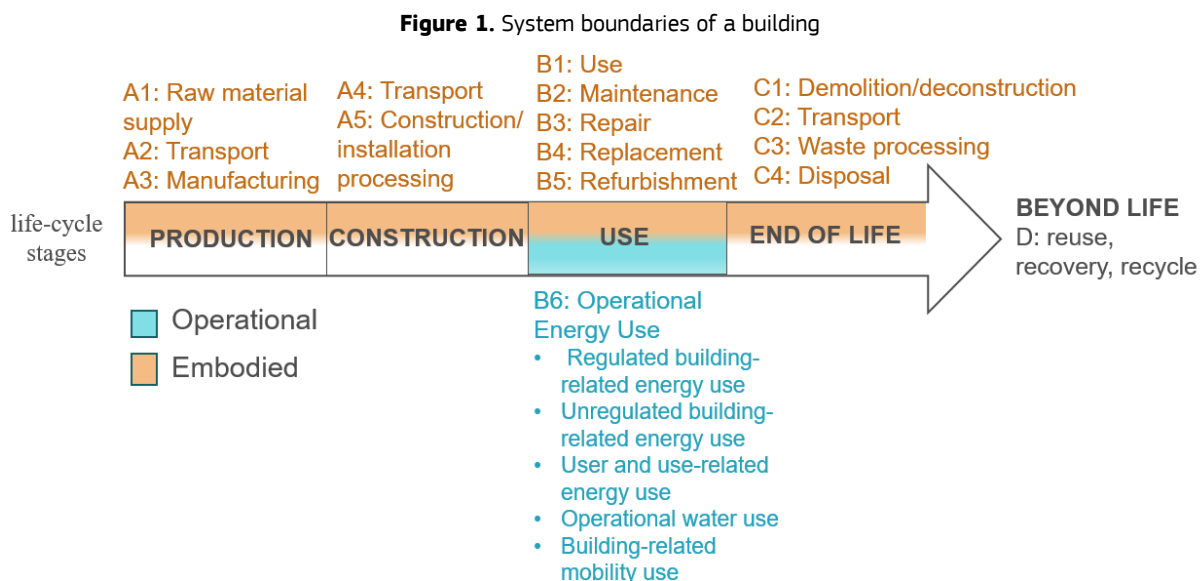 Figure 1. System boundaries of a building
A1: Raw material
supply
A2: Transport
A3: Manufacturing
A4: Transport
A5: Construction/
installation
processing
B1: Use
B2: Maintenance
B3: Repair
B4: Replacement
B5: Refurbishment
C1: Demolition/deconstruction
C2: Transport
C3: Waste processing
C4: Disposal
life-cycle
stages
PRODUCTION
CONSTRUCTION
USE
END OF LIFE
BEYOND LIFE
D: reuse,
recovery, recycle
Operational
Embodied
B6: Operational
Energy Use
• Regulated building-
related energy use
• Unregulated building-
related energy use
• User and use-related
energy use
• Operational water use
• Building-related
mobility use